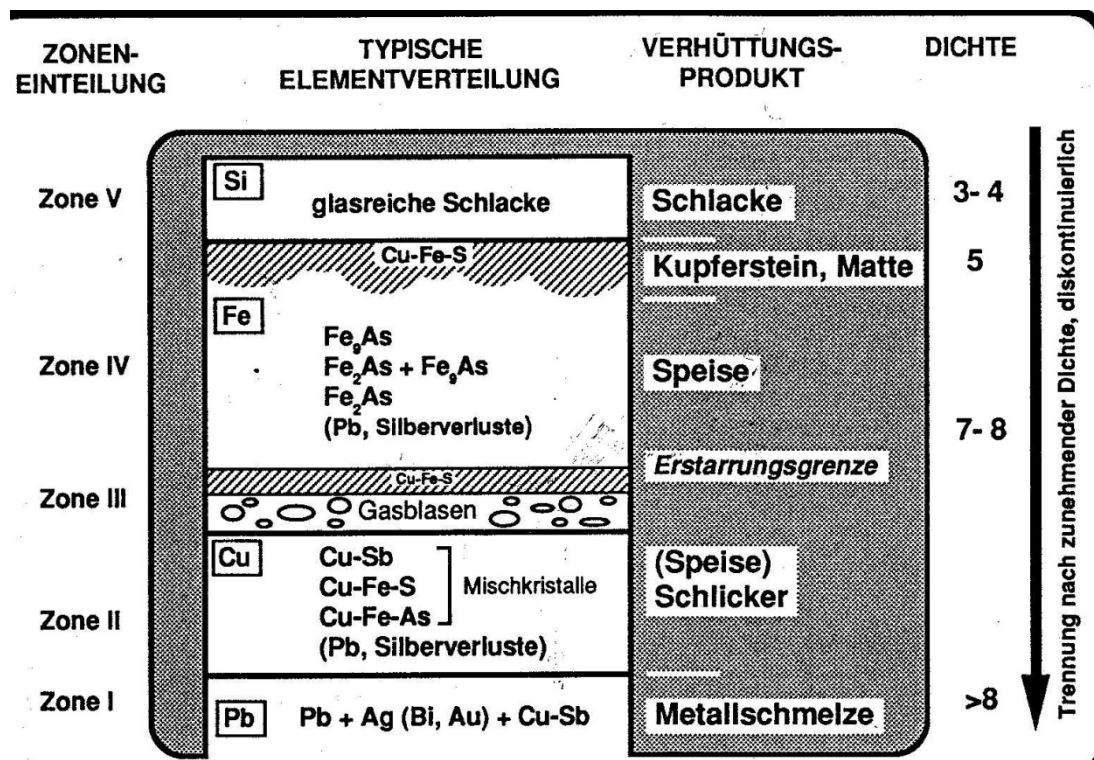 ZONEN-
EINTEILUNG
TYPISCHE
ELEMENTVERTEILUNG
VERHÜTTUNGS-
PRODUKT
DICHTE
Zone V
Si
glasreiche Schlacke
Schlacke
3-4
Cu-Fe-S
Kupferstein, Matte
5
Fe
Zone IV
Fe₉As
Fe₂As + Fe₉As
Fe₂As
(Pb, Silberverluste)
Speise
7-8
Cu-Fe-S
Erstarrungsgrenze
Zone III
Gasblasen
Cu
Zone II
Cu-Sb
Cu-Fe-S
Cu-Fe-As
(Pb, Silberverluste)
Mischkristalle
(Speise)
Schlicker
Zone I
Pb
Pb + Ag (Bi, Au) + Cu-Sb
Metallschmelze
>8
Trennung nach zunehmender Dichte, diskontinuierlich